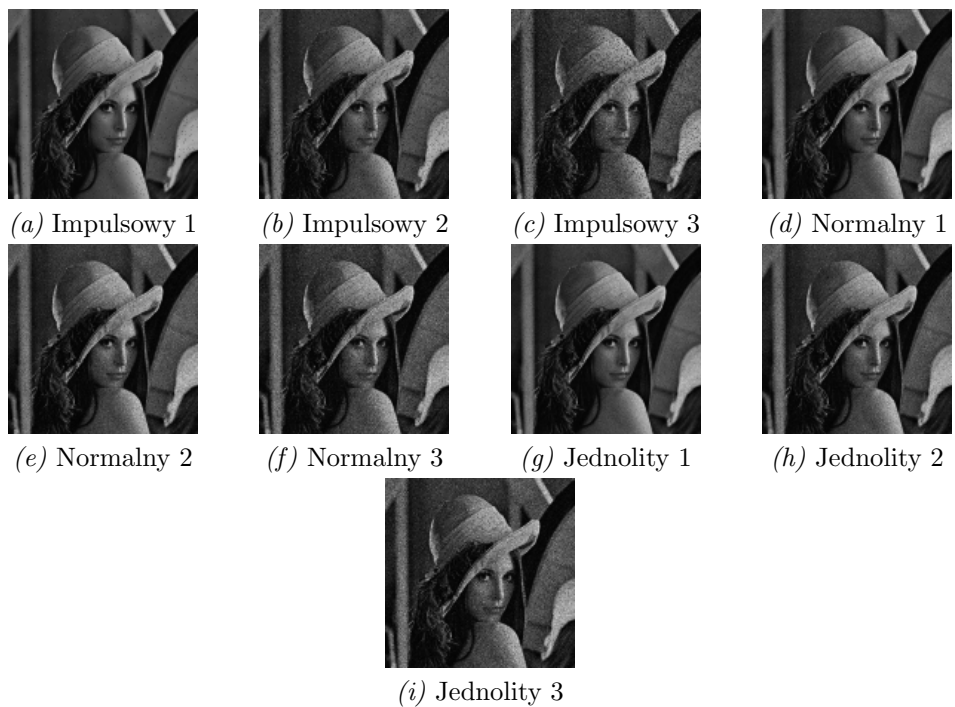 (a) Impulsowy 1 (b) Impulsowy 2 (c) Impulsowy 3 (d) Normalny 1
(e) Normalny 2 (f) Normalny 3 (g) Jednolity 1 (h) Jednolity 2
(i) Jednolity 3